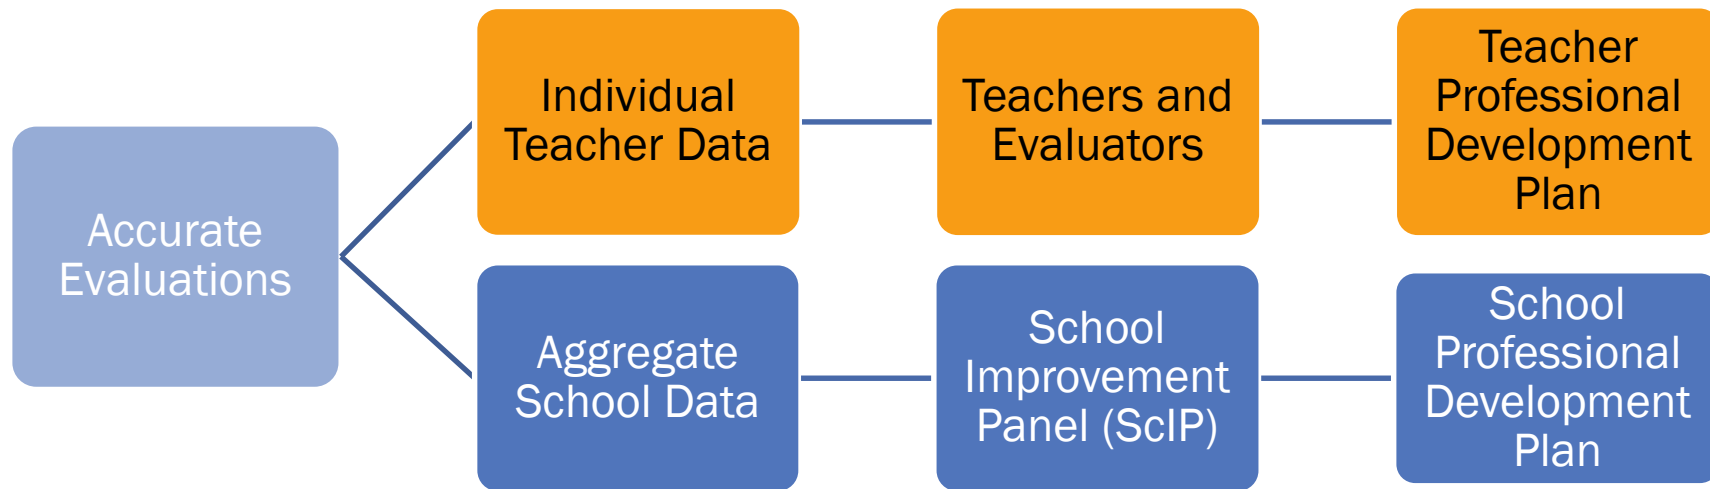 Accurate
Evaluations
Individual
Teacher Data
Teachers and
Evaluators
Teacher
Professional
Development
Plan
Aggregate
School Data
School
Improvement
Panel (ScIP)
School
Professional
Development
Plan